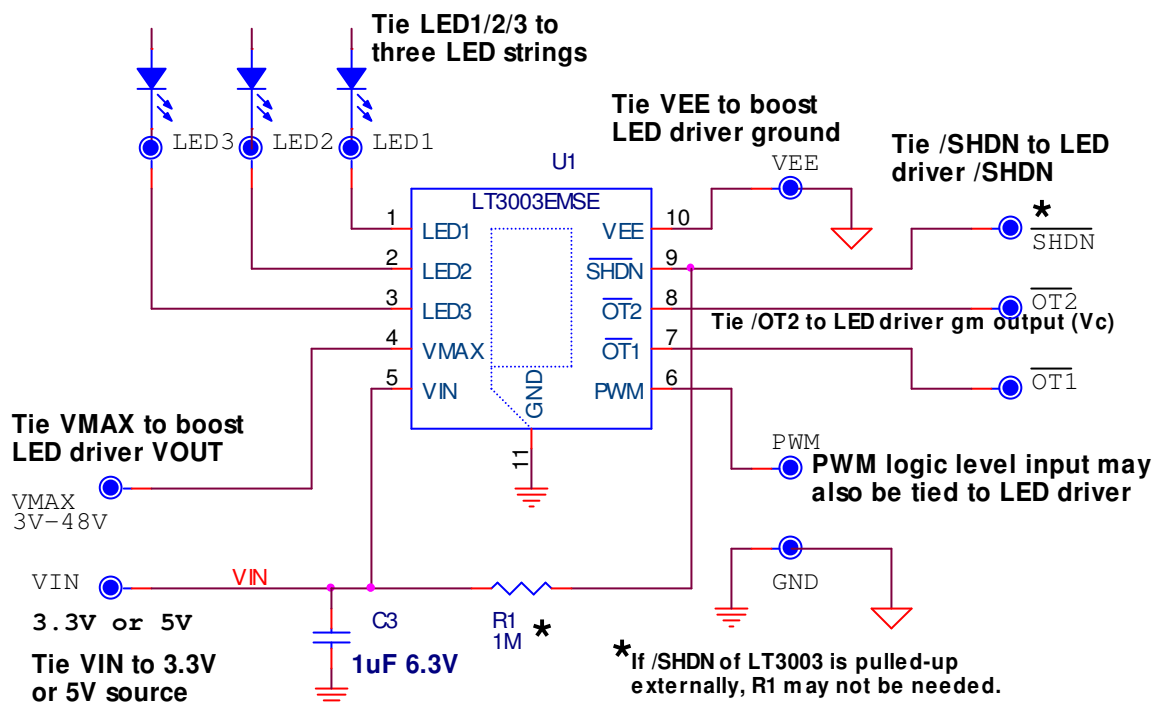 Tie LED1/2/3 to
three LED strings
LED3
LED2
LED1
Tie VEE to boost
LED driver ground
VEE
Tie /SHDN to LED
driver /SHDN
*
SHDN
U1
LT3003EMSE
1
LED1
2
LED2
3
LED3
4
VMAX
5
VIN
GND
11
VEE
10
SHDN
9
OT2
8
OT1
7
PWM
6
OT2
Tie /OT2 to LED driver gm output (Vc)
OT1
Tie VMAX to boost
LED driver VOUT
VMAX
3V-48V
PWM
PWM logic level input may
also be tied to LED driver
GND
VIN
VIN
3.3V or 5V
Tie VIN to 3.3V
or 5V source
C3
1uF 6.3V
R1
1M *
*If /SHDN of LT3003 is pulled-up
externally, R1 may not be needed.